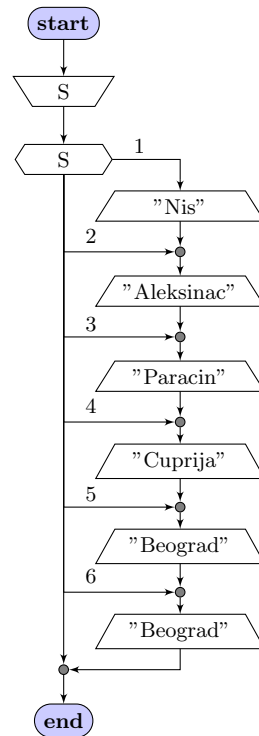 start
S
S
1
"Nis"
2
"Aleksinac"
3
"Paracin"
4
"Cuprija"
5
"Beograd"
6
"Beograd"
end